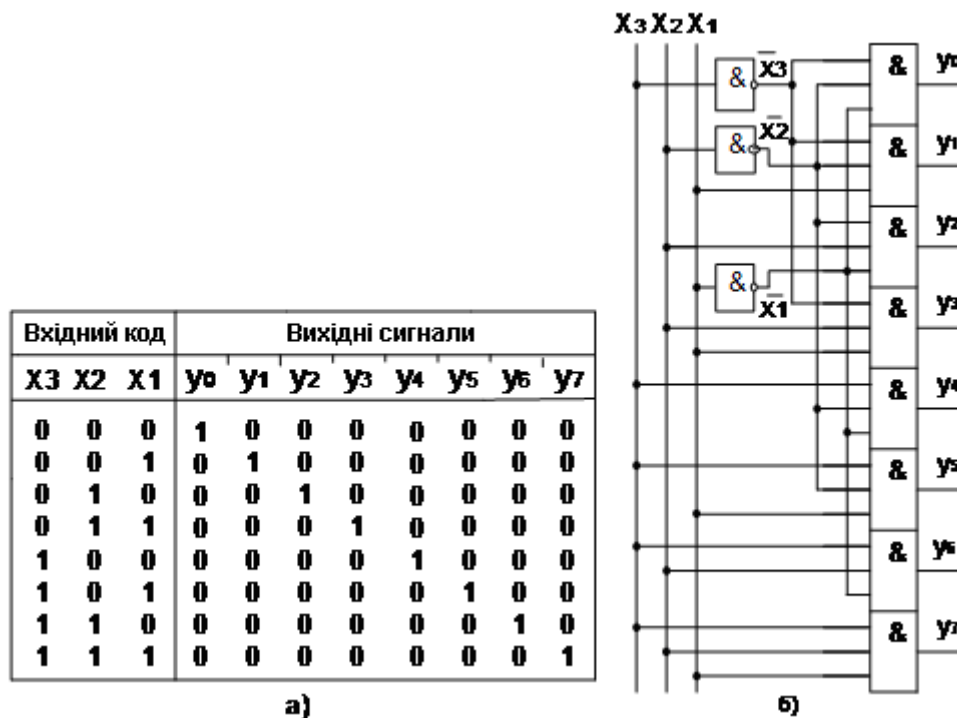 X3 X2 X1
& X̅3 & y0
& X̅2 & y1
& y2
& X̅1 & y3
& y4
& y5
& y6
& y7
Вхідний код Вихідні сигнали
X3 X2 X1 y0 y1 y2 y3 y4 y5 y6 y7
0 0 0 1 0 0 0 0 0 0 0
0 0 1 0 1 0 0 0 0 0 0
0 1 0 0 0 1 0 0 0 0 0
0 1 1 0 0 0 1 0 0 0 0
1 0 0 0 0 0 0 1 0 0 0
1 0 1 0 0 0 0 0 1 0 0
1 1 0 0 0 0 0 0 0 1 0
1 1 1 0 0 0 0 0 0 0 1
а) б)